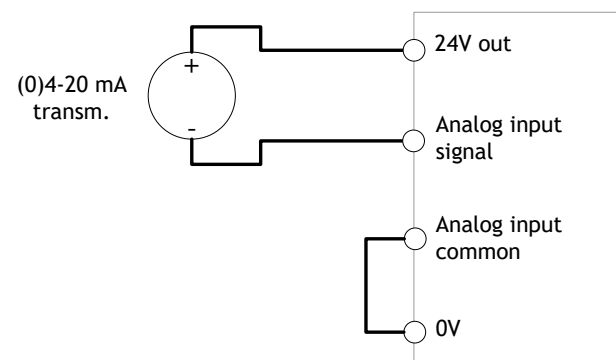 24V out
+
(0)4-20 mA
transm.
-
Analog input
signal
Analog input
common
0V